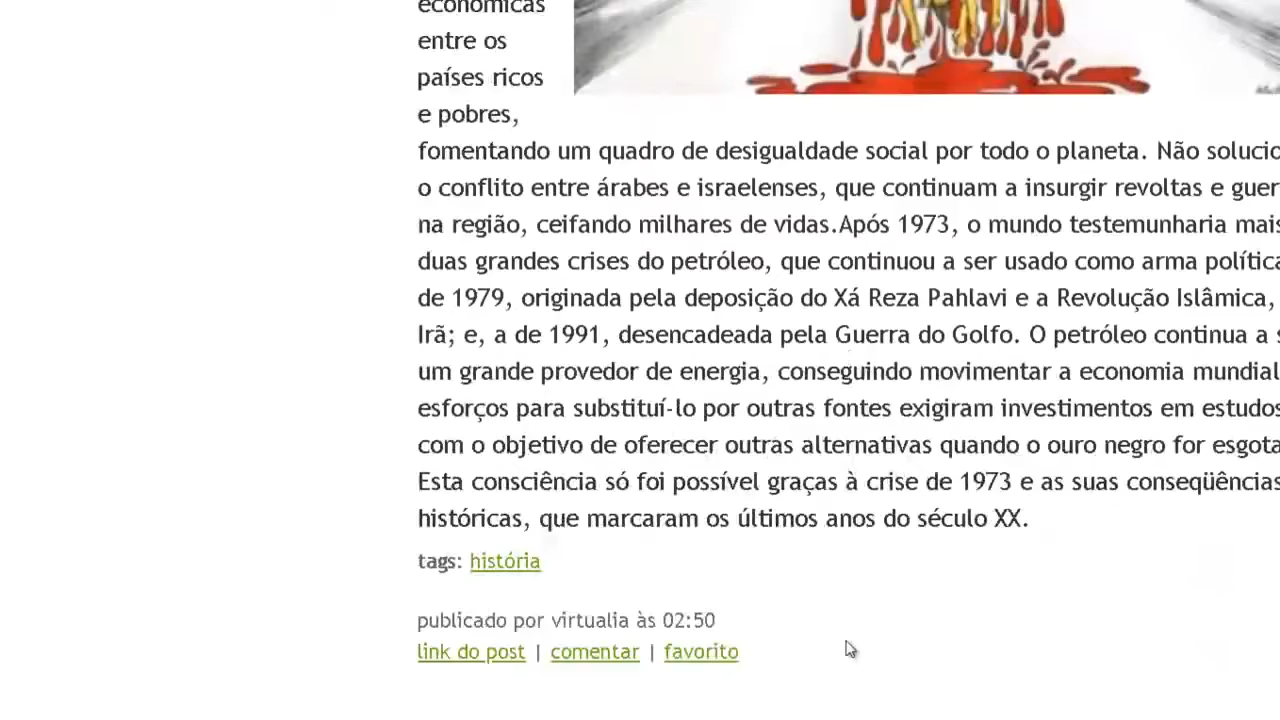 económicas
entre os
países ricos
e pobres,
fomentando um quadro de desigualdade social por todo o planeta. Não
o conflito entre árabes e israelenses, que continuam a insurgir revoltas e
na região, ceifando milhares de vidas.Após 1973, o mundo testemunharia mais
duas grandes crises do petróleo, que continuou a ser usado como arma política
de 1979, originada pela deposição do Xá Reza Pahlavi e a Revolução Islâmica,
Irã; e, a de 1991, desencadeada pela Guerra do Golfo. O petróleo continua a
um grande provedor de energia, conseguindo movimentar a economia mundial
esforços para substituí-lo por outras fontes exigiram investimentos em estudos
com o objetivo de oferecer outras alternativas quando o ouro negro for
Esta consciência só foi possível graças à crise de 1973 e as suas conseqüências
históricas, que marcaram os últimos anos do século XX.
tags: história
publicado por virtualia às 02:50
link do post | comentar | favorito